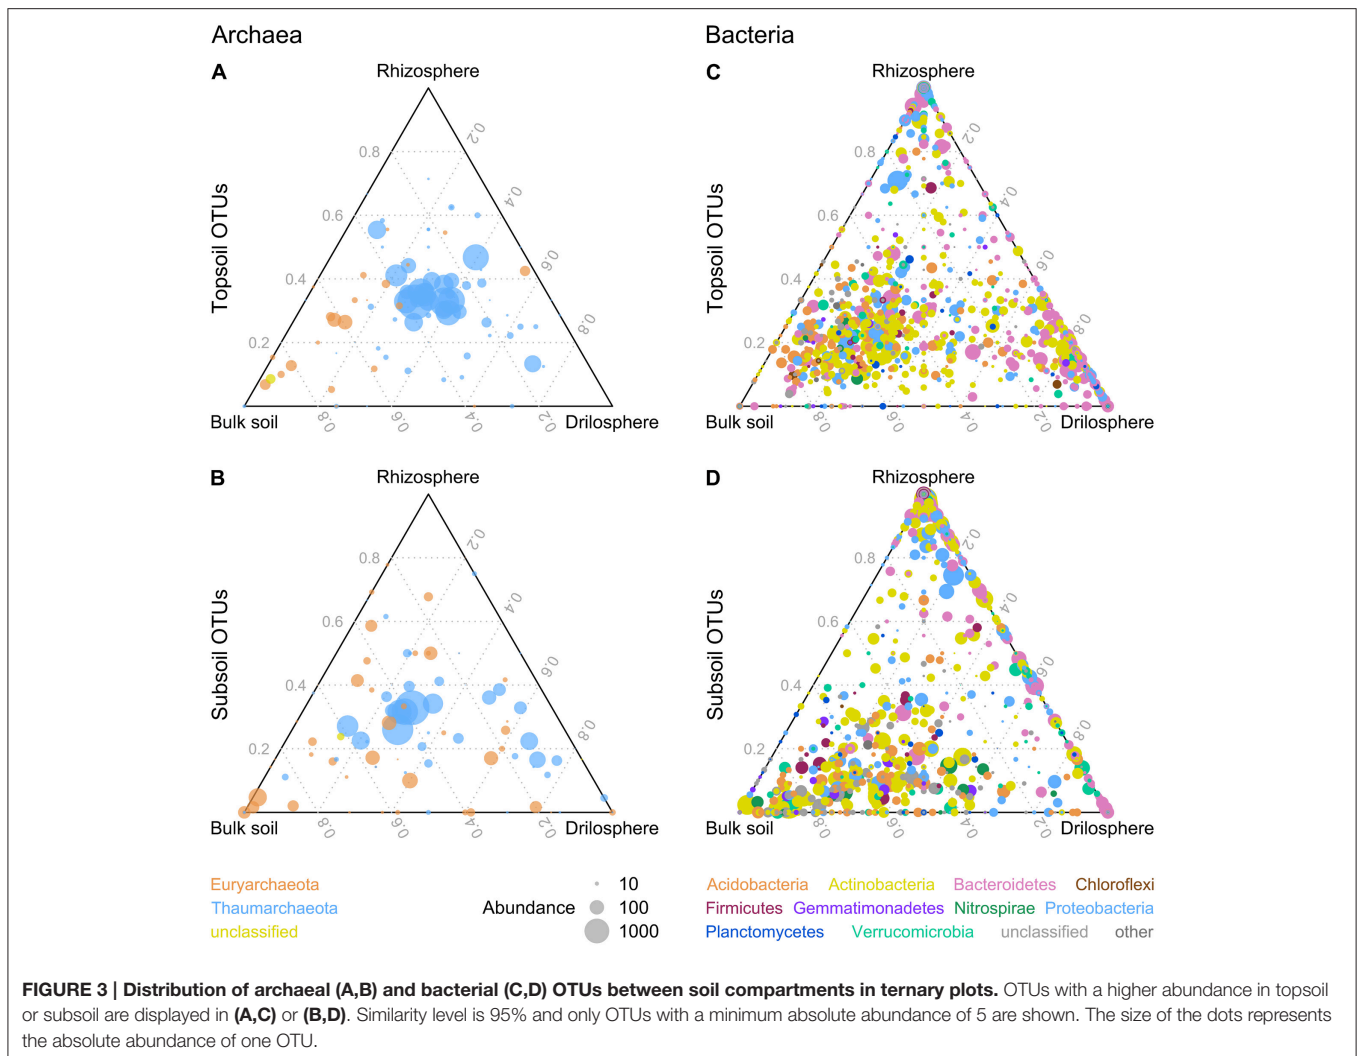 Archaea
Bacteria
A
Rhizosphere
0.2
0.4
0.6
0.8
0.8
0.6
0.4
0.2
Topsoil OTUs
Bulk soil
0.8
0.6
0.4
0.2
Drilosphere
C
Rhizosphere
0.2
0.4
0.6
0.8
0.8
0.6
0.4
0.2
Topsoil OTUs
Bulk soil
0.8
0.6
0.4
0.2
Drilosphere
B
Rhizosphere
0.2
0.4
0.6
0.8
0.8
0.6
0.4
0.2
Subsoil OTUs
Bulk soil
0.8
0.6
0.4
0.2
Drilosphere
D
Rhizosphere
0.2
0.4
0.6
0.8
0.8
0.6
0.4
0.2
Subsoil OTUs
Bulk soil
0.8
0.6
0.4
0.2
Drilosphere
Euryarchaeota
Thaumarchaeota
unclassified
Abundance
10
100
1000
Acidobacteria Actinobacteria Bacteroidetes Chloroflexi
Firmicutes Gemmatimonadetes Nitrospirae Proteobacteria
Planctomycetes Verrucomicrobia unclassified other
FIGURE 3 | Distribution of archaeal (A,B) and bacterial (C,D) OTUs between soil compartments in ternary plots. OTUs with a higher abundance in topsoil
or subsoil are displayed in (A,C) or (B,D). Similarity level is 95% and only OTUs with a minimum absolute abundance of 5 are shown. The size of the dots represents
the absolute abundance of one OTU.